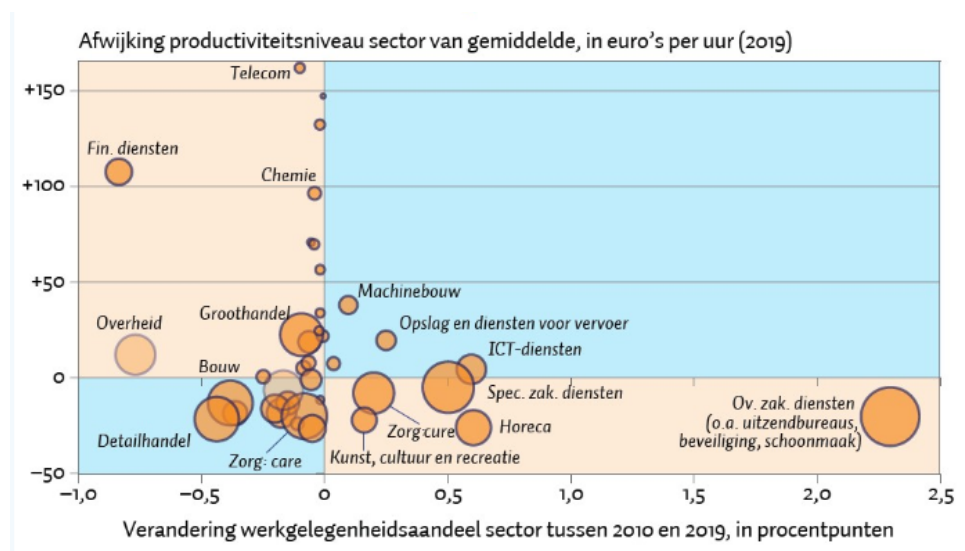 Afwijking productiviteitsniveau sector van gemiddelde, in euro's per uur (2019)
Telecom
+150
Fin. diensten
Chemie
+100
+50
Machinebouw
Groothandel
Overheid
Opslag en diensten voor vervoer
ICT-diensten
Bouw
0
Spec. zak. diensten
Ov. zak. diensten
(o.a. uitzendbureaus,
beveiliging, schoonmaak)
Horeca
Zorg: cure
Detailhandel
Kunst, cultuur en recreatie
Zorg: care
−50
−1,0 −0,5 0 0,5 1,0 1,5 2,0 2,5
Verandering werkgelegenheidsaandeel sector tussen 2010 en 2019, in procentpunten